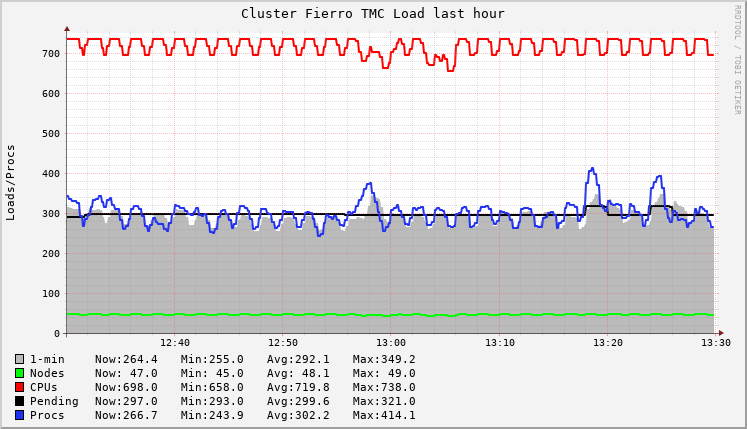 Cluster Fierro TMC Load last hour
RRDTOOL / TOBI OETIKER
Loads/Procs
700
600
500
400
300
200
100
0
12:40 12:50 13:00 13:10 13:20 13:30
1-min Now:264.4 Min:255.0 Avg:292.1 Max:349.2
Nodes Now: 47.0 Min: 45.0 Avg: 48.1 Max: 49.0
CPUs Now:698.0 Min:658.0 Avg:719.8 Max:738.0
Pending Now:297.0 Min:293.0 Avg:299.6 Max:321.0
Procs Now:266.7 Min:243.9 Avg:302.2 Max:414.1